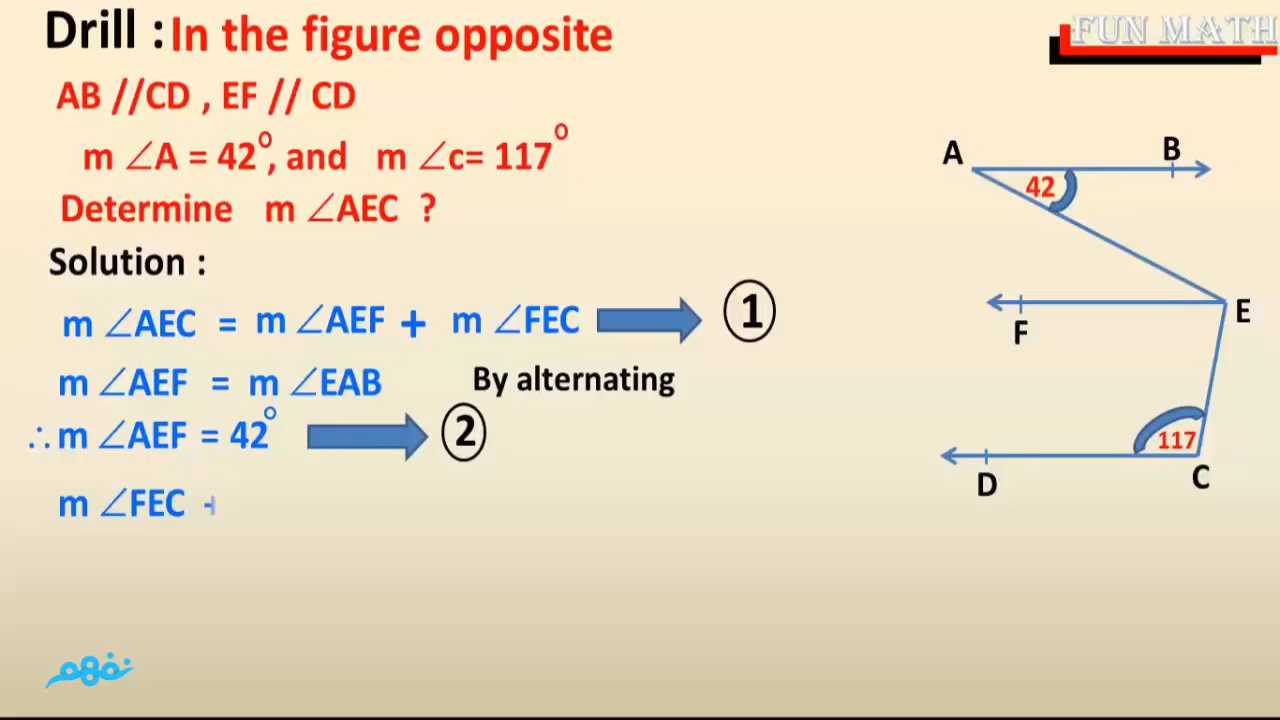 Drill : In the figure opposite
FUN MATH
AB //CD , EF // CD
m ∠A = 42°, and m ∠c= 117°
Determine m ∠AEC ?
Solution :
m ∠AEC = m ∠AEF + m ∠FEC ①
m ∠AEF = m ∠EAB By alternating
∴ m ∠AEF = 42° ②
m ∠FEC +
A
B
42
E
F
117
D
C
نفهم